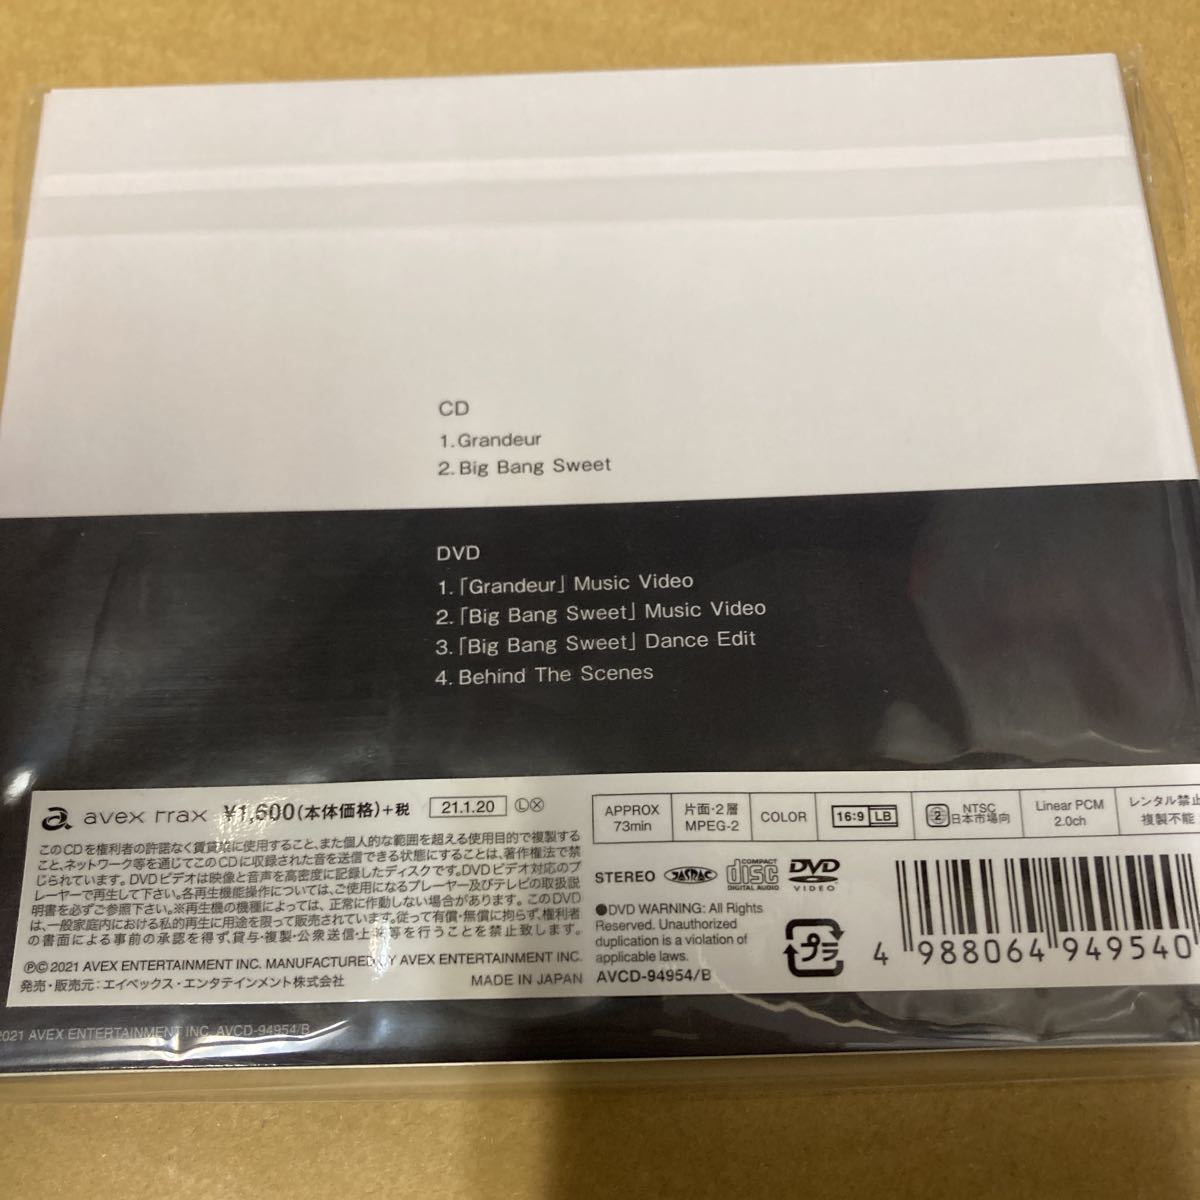 CD
1.Grandeur
2.Big Bang Sweet
DVD
1.「Grandeur」Music Video
2.「Big Bang Sweet」Music Video
3.「Big Bang Sweet」Dance Edit
4.Behind The Scenes
avex trax ¥1,600(本体価格)+税 21.1.20 Ⓛⓧ
このCDを権利者の許諾なく賃貸業に使用すること、また個人的な範囲を超える使用目的で複製する
こと、ネットワーク等を通じてこのCDに収録された音を送信できる状態にすることは、著作権法で禁
じられています。DVDビデオは映像と音声を高密度に記録したディスクです。DVDビデオ対応のプ
レーヤーで再生して下さい。各再生機能操作については、ご使用になるプレーヤー及びテレビの取扱説
明書を必ずご参照下さい。※再生機の機種によっては、正常に作動しない場合があります。このDVD
は、一般家庭内における私的再生に用途を限って販売されています。従って有償・無償に拘らず、権利者
の書面による事前の承認を得ず、貸与・複製・公衆送信・上映等を行うことを禁止致します。
Ⓟ©2021 AVEX ENTERTAINMENT INC. MANUFACTURED BY AVEX ENTERTAINMENT INC.
発売・販売元：エイベックス・エンタテインメント株式会社 MADE IN JAPAN
APPROX 73min
片面・2層 MPEG-2
COLOR
16:9 LB
2 NTSC 日本市場向
Linear PCM 2.0ch
レンタル禁止
複製不能
STEREO JASRAC COMPACT disc DIGITAL AUDIO DVD VIDEO
●DVD WARNING: All Rights
Reserved. Unauthorized
duplication is a violation of
applicable laws.
AVCD-94954/B
プラ
4 988064 949540
2021 AVEX ENTERTAINMENT INC. AVCD-94954/B